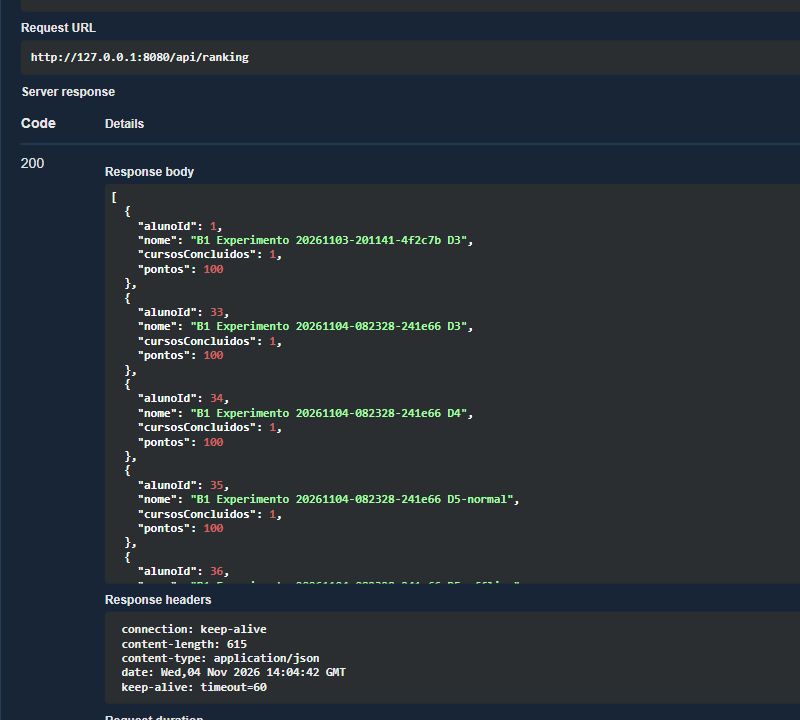 Request URL
http://127.0.0.1:8080/api/ranking
Server response
Code Details
200
Response body
[
{
"alunoId": 1,
"nome": "B1 Experimento 20261103-201141-4f2c7b D3",
"cursosConcluidos": 1,
"pontos": 100
},
{
"alunoId": 33,
"nome": "B1 Experimento 20261104-082328-241e66 D3",
"cursosConcluidos": 1,
"pontos": 100
},
{
"alunoId": 34,
"nome": "B1 Experimento 20261104-082328-241e66 D4",
"cursosConcluidos": 1,
"pontos": 100
},
{
"alunoId": 35,
"nome": "B1 Experimento 20261104-082328-241e66 D5-normal",
"cursosConcluidos": 1,
"pontos": 100
},
{
"alunoId": 36,
Response headers
connection: keep-alive
content-length: 615
content-type: application/json
date: Wed,04 Nov 2026 14:04:42 GMT
keep-alive: timeout=60
Request duration